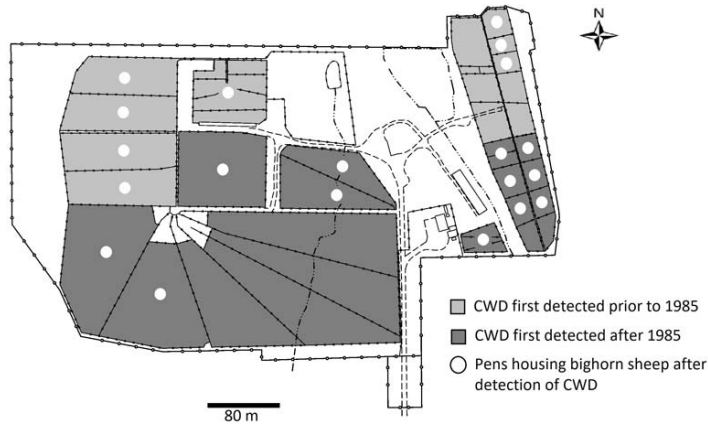 N
CWD first detected prior to 1985
CWD first detected after 1985
Pens housing bighorn sheep after
detection of CWD
80 m